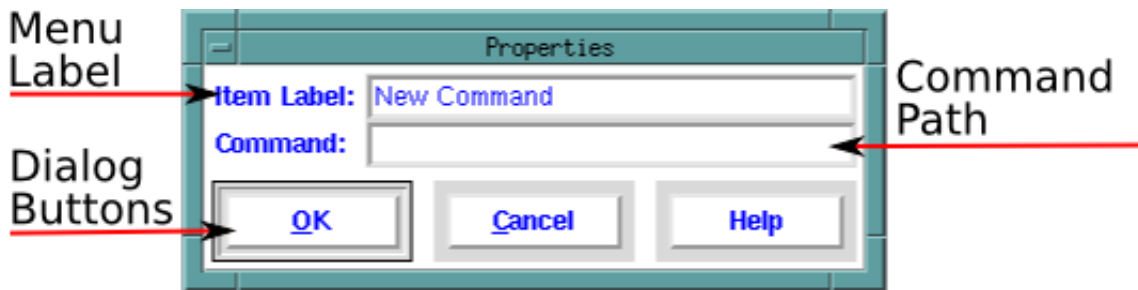 Menu
Label
Properties
Item Label: New Command
Command:
Command
Path
Dialog
Buttons
OK Cancel Help